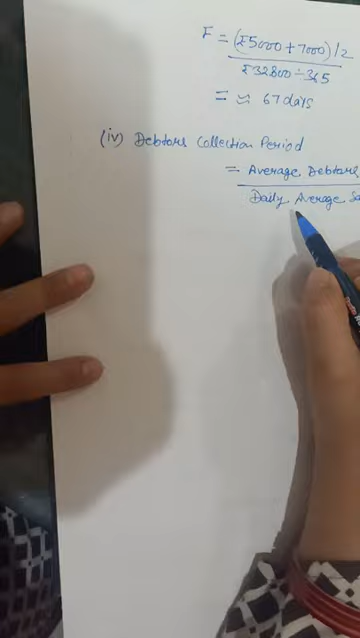 F = (₹5000 + 7000)/2
₹32800 ÷ 365
= ≈ 67 days
(iv) Debtors Collection Period
= Average Debtors
Daily Average